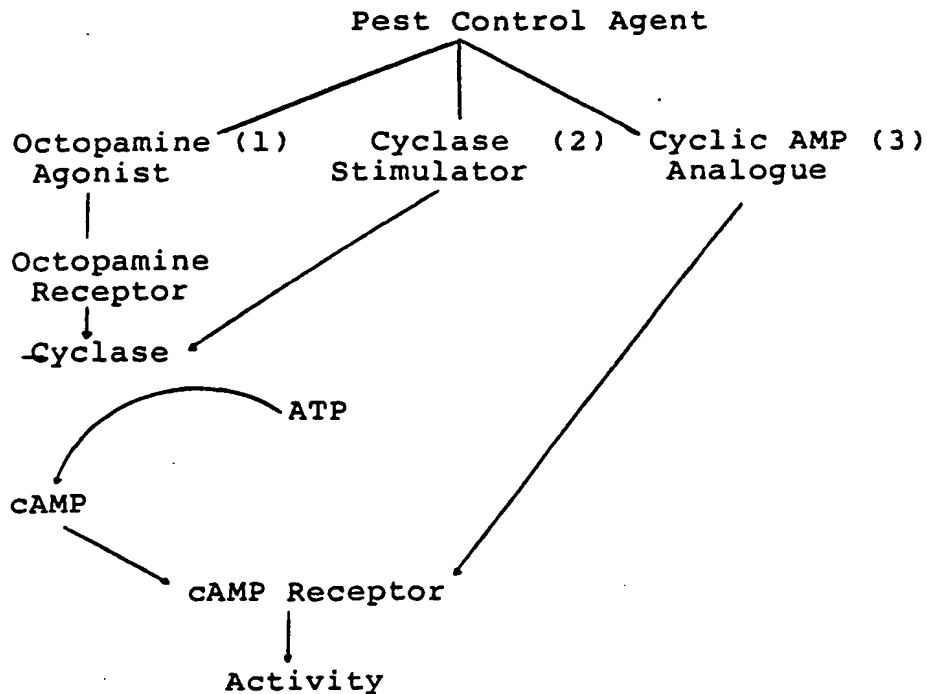 Pest Control Agent
Octopamine (1)
Agonist
Cyclase (2)
Stimulator
Cyclic AMP (3)
Analogue
Octopamine
Receptor
Cyclase
ATP
cAMP
cAMP Receptor
Activity